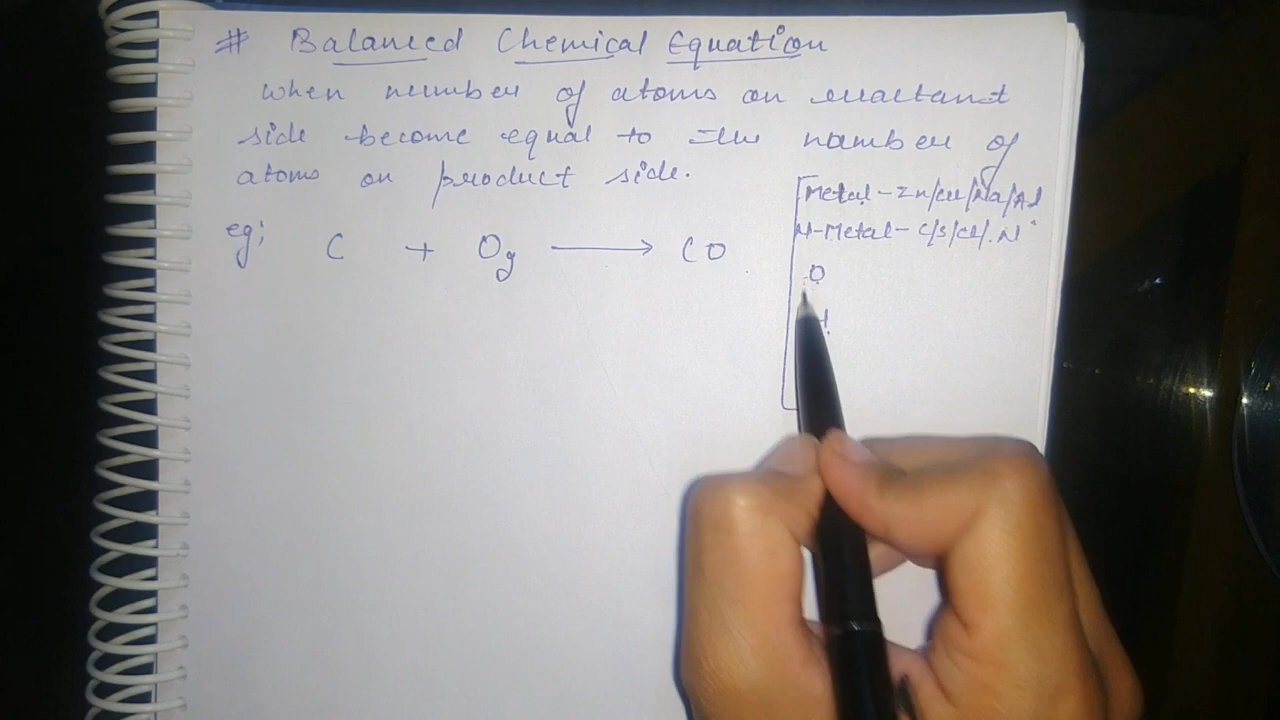 # Balanced Chemical Equation
when number of atoms on reactant
side become equal to the number of
atoms on product side.
eg; C + O2 ⟶ CO
Metal - Zn/Cu/Na/Al
N-Metal - C/S/Cl/.N
O
H